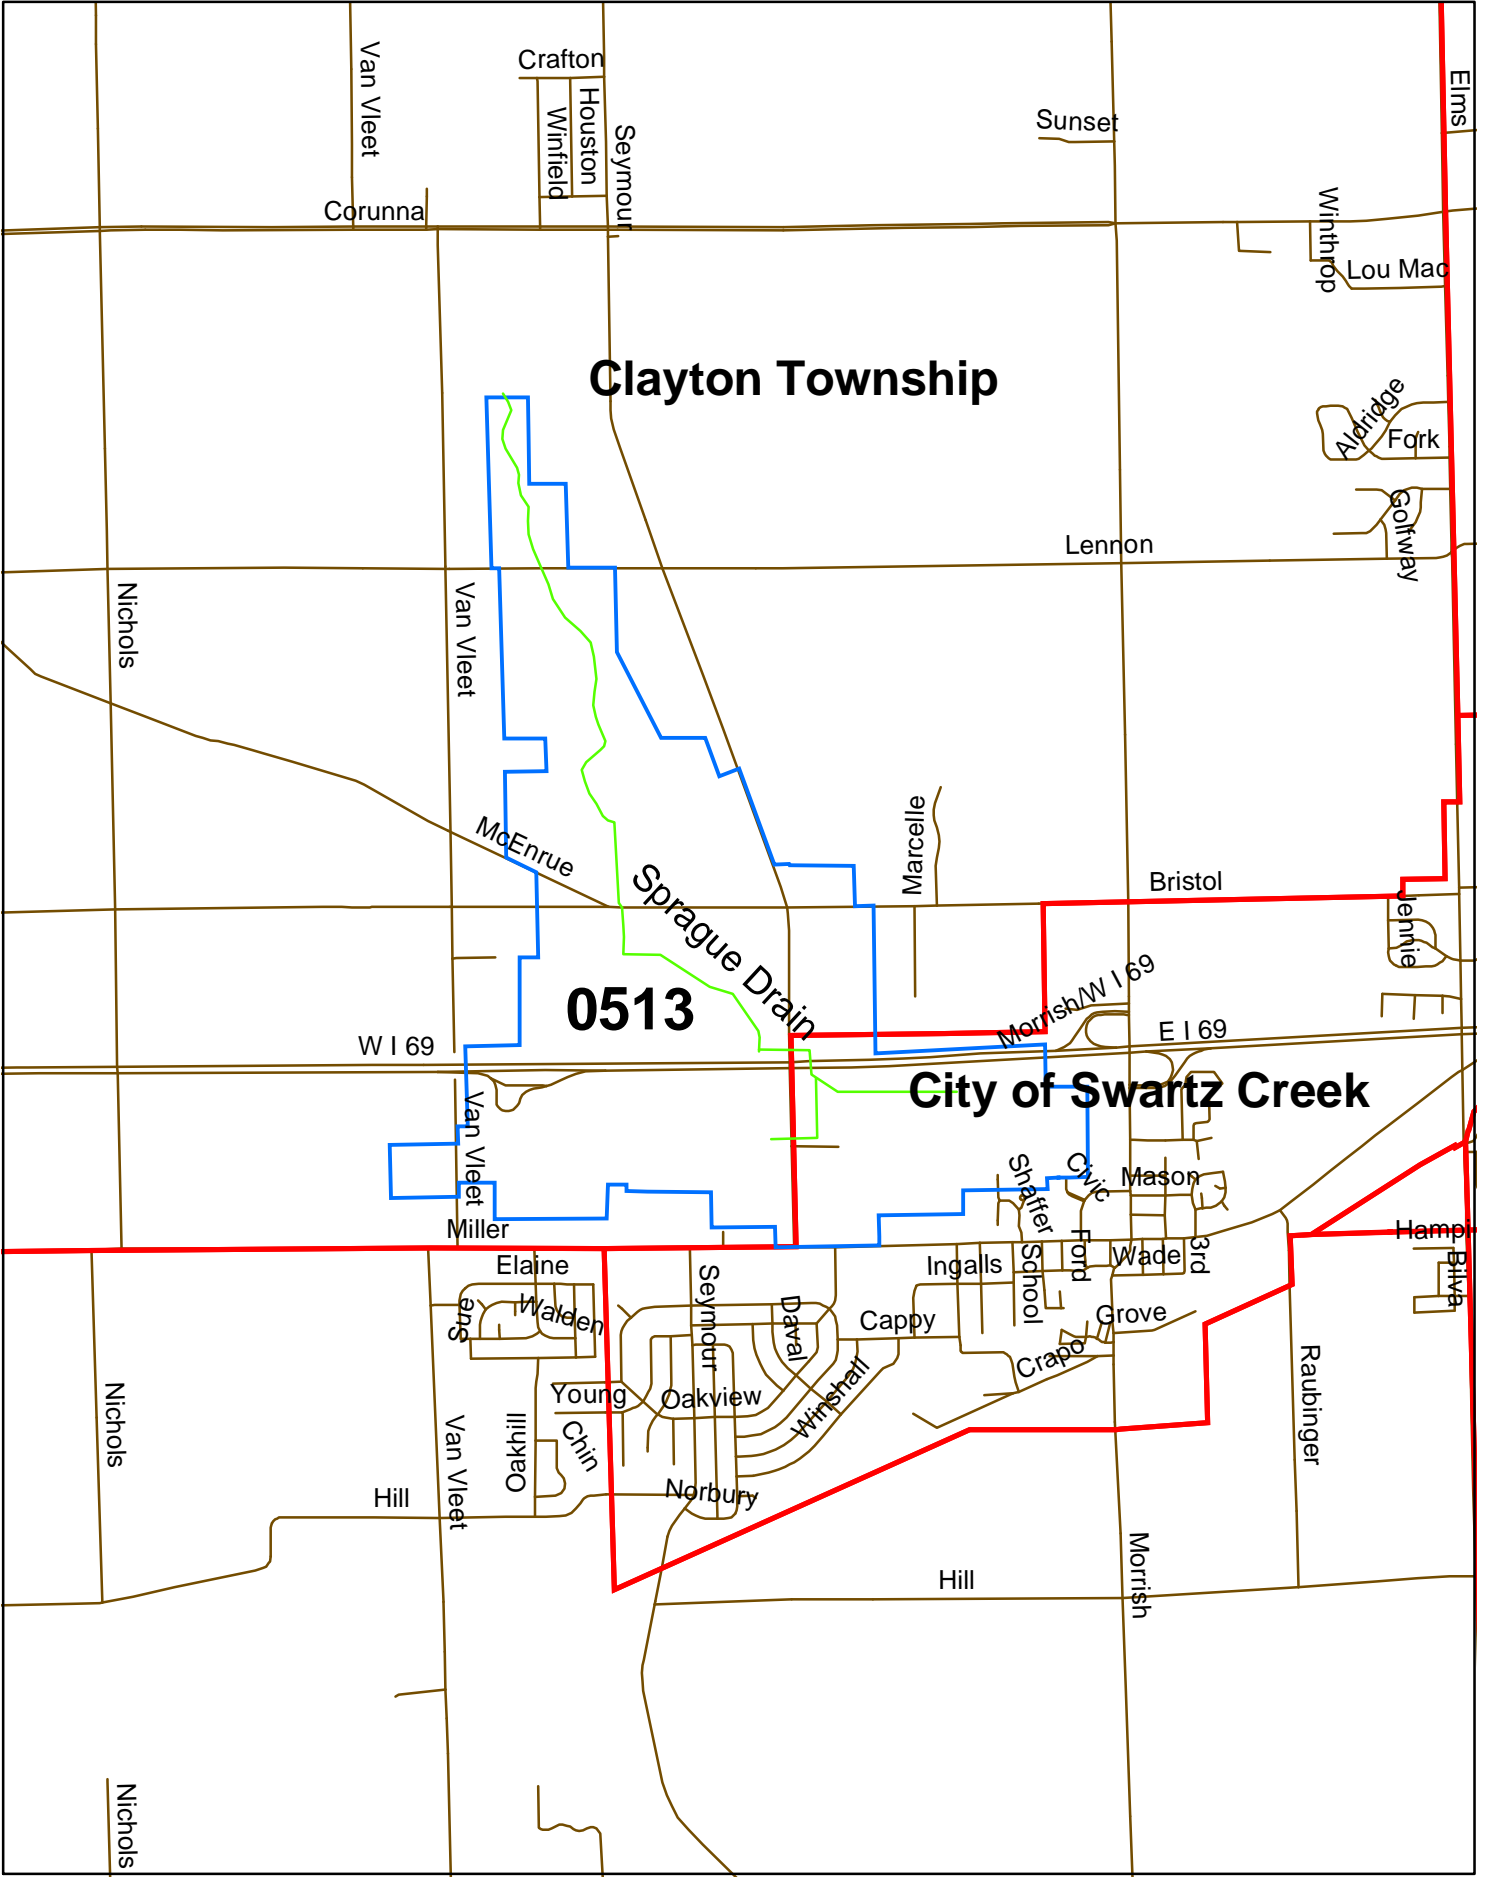 Crafton
Van Vleet
Houston
Winfield
Seymour
Sunset
Elms
Corunna
Winthrop
Lou Mac
Clayton Township
Aldridge
Fork
Golfway
Lennon
Nichols
Van Vleet
McEnrue
Marcelle
Bristol
Jennie
Sprague Drain
0513
Morrish/W I 69
W I 69
E I 69
City of Swartz Creek
Van Vleet
Shaffer
Civic
Mason
Miller
Hampi
Elaine
Seymour
Ingalls
School
Ford
Wade
3rd
Bilva
Sue
Walden
Daval
Cappy
Grove
Crapo
Winshall
Young
Oakview
Raubinger
Nichols
Van Vleet
Oakhill
Chin
Hill
Norbury
Morrish
Hill
Nichols